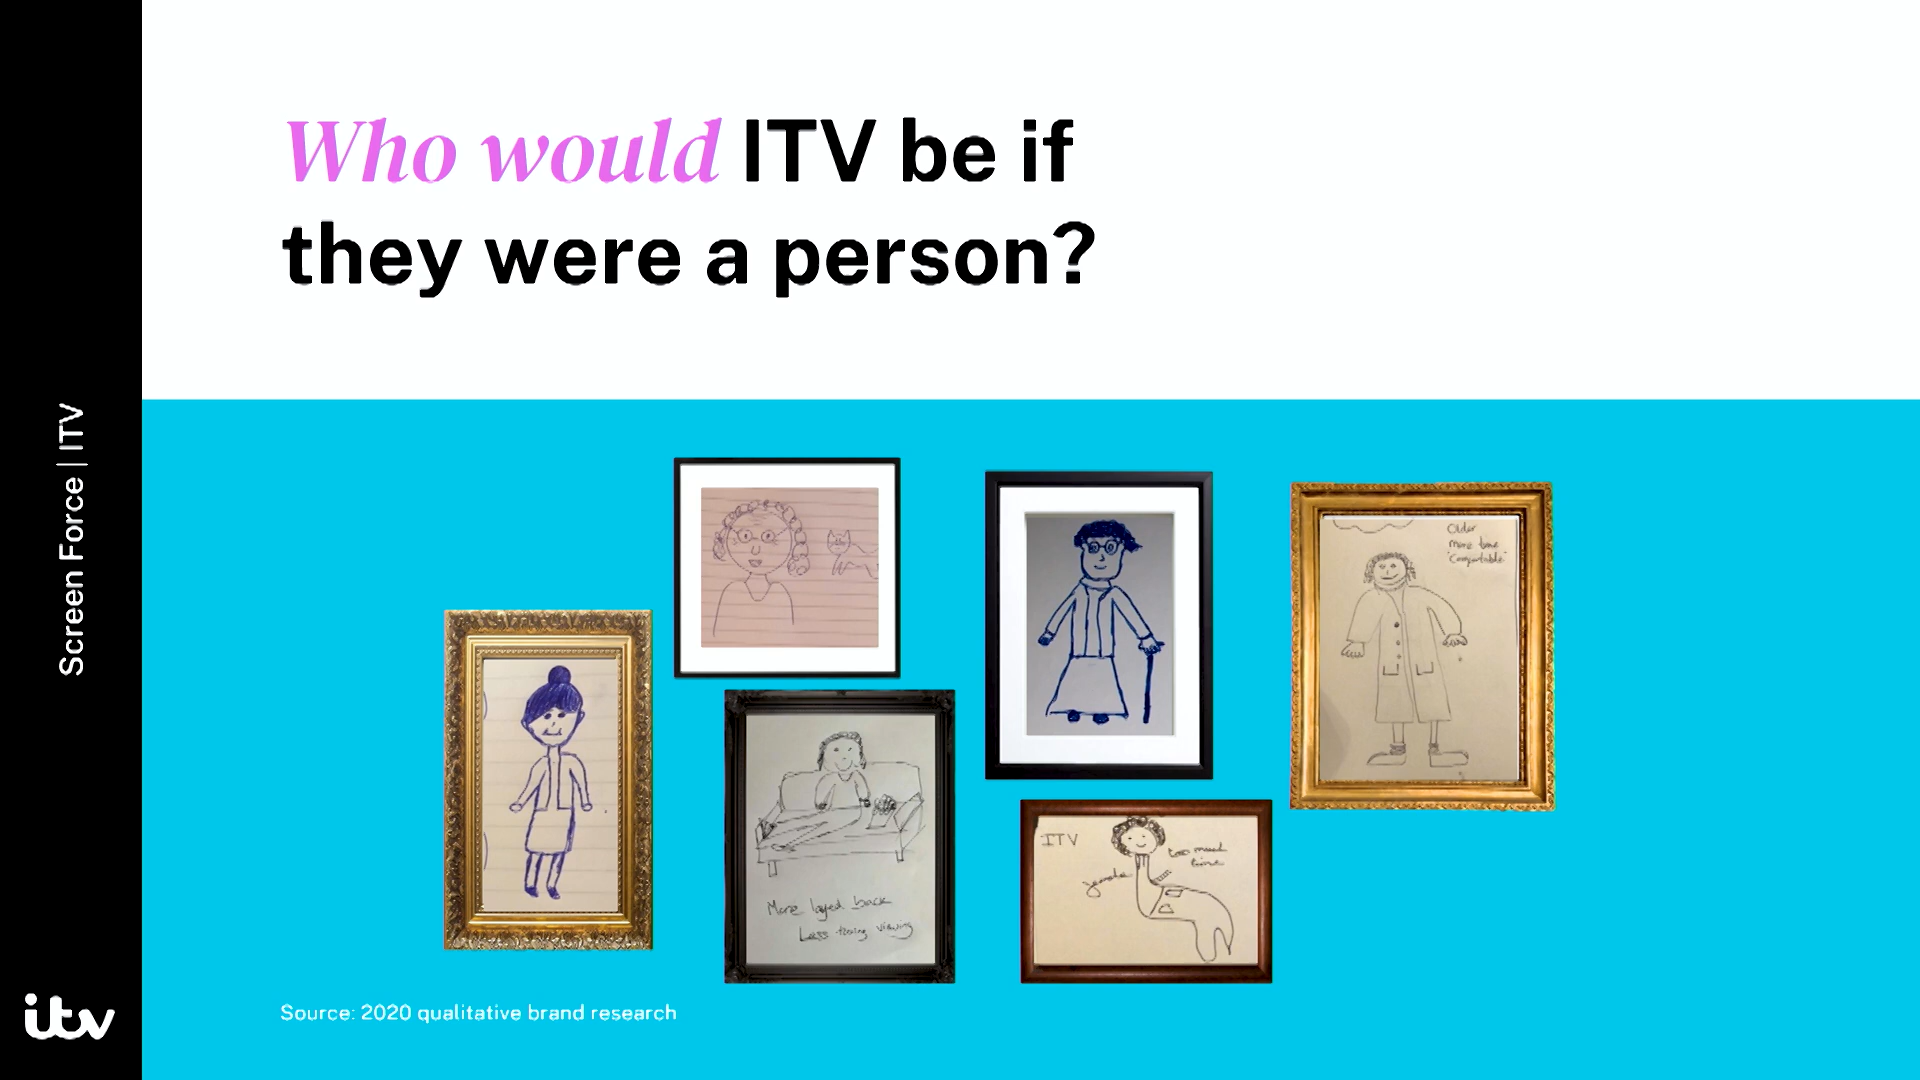 Who would ITV be if
they were a person?
Screen Force | ITV
Older
more time
"Comfortable"
More layed back
Less viewing
ITV
too much
time
female
Source: 2020 qualitative brand research
itv